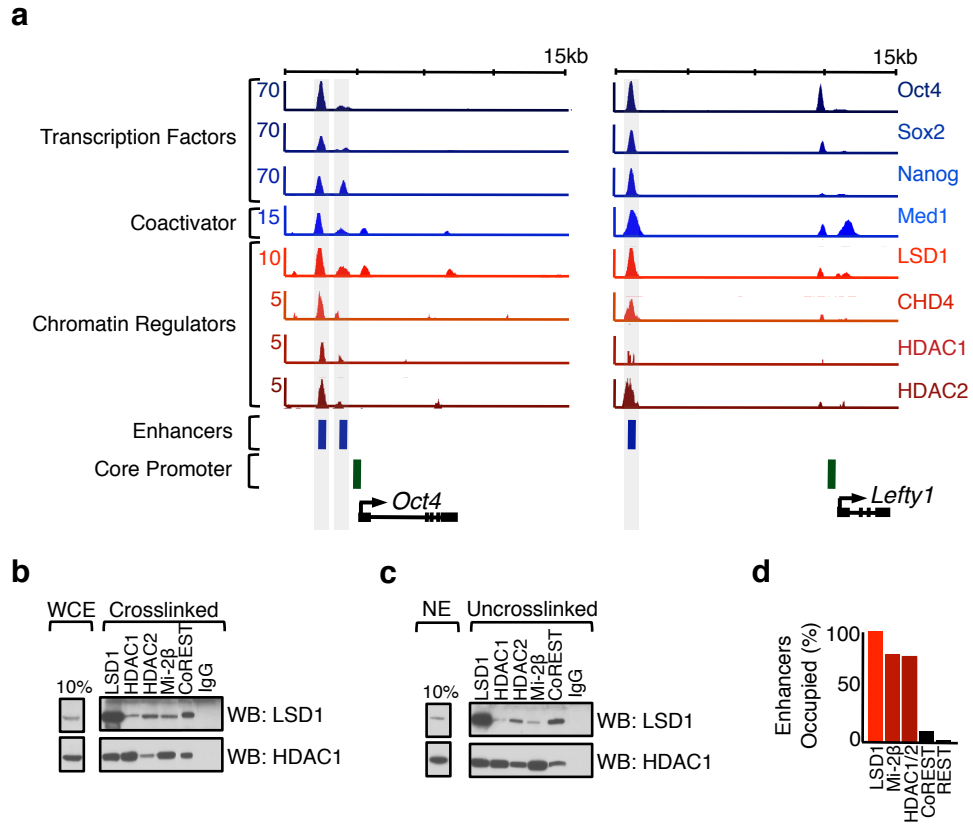 a
15kb
15kb
Transcription Factors
70
Oct4
70
Sox2
70
Nanog
Coactivator
15
Med1
Chromatin Regulators
10
LSD1
5
CHD4
5
HDAC1
5
HDAC2
Enhancers
Core Promoter
Oct4
Lefty1
b
WCE
Crosslinked
10%
LSD1
HDAC1
HDAC2
Mi-2β
CoREST
IgG
WB: LSD1
WB: HDAC1
c
NE
Uncrosslinked
10%
LSD1
HDAC1
HDAC2
Mi-2β
CoREST
IgG
WB: LSD1
WB: HDAC1
d
Enhancers
Occupied (%)
100
50
0
LSD1
Mi-2β
HDAC1/2
CoREST
REST